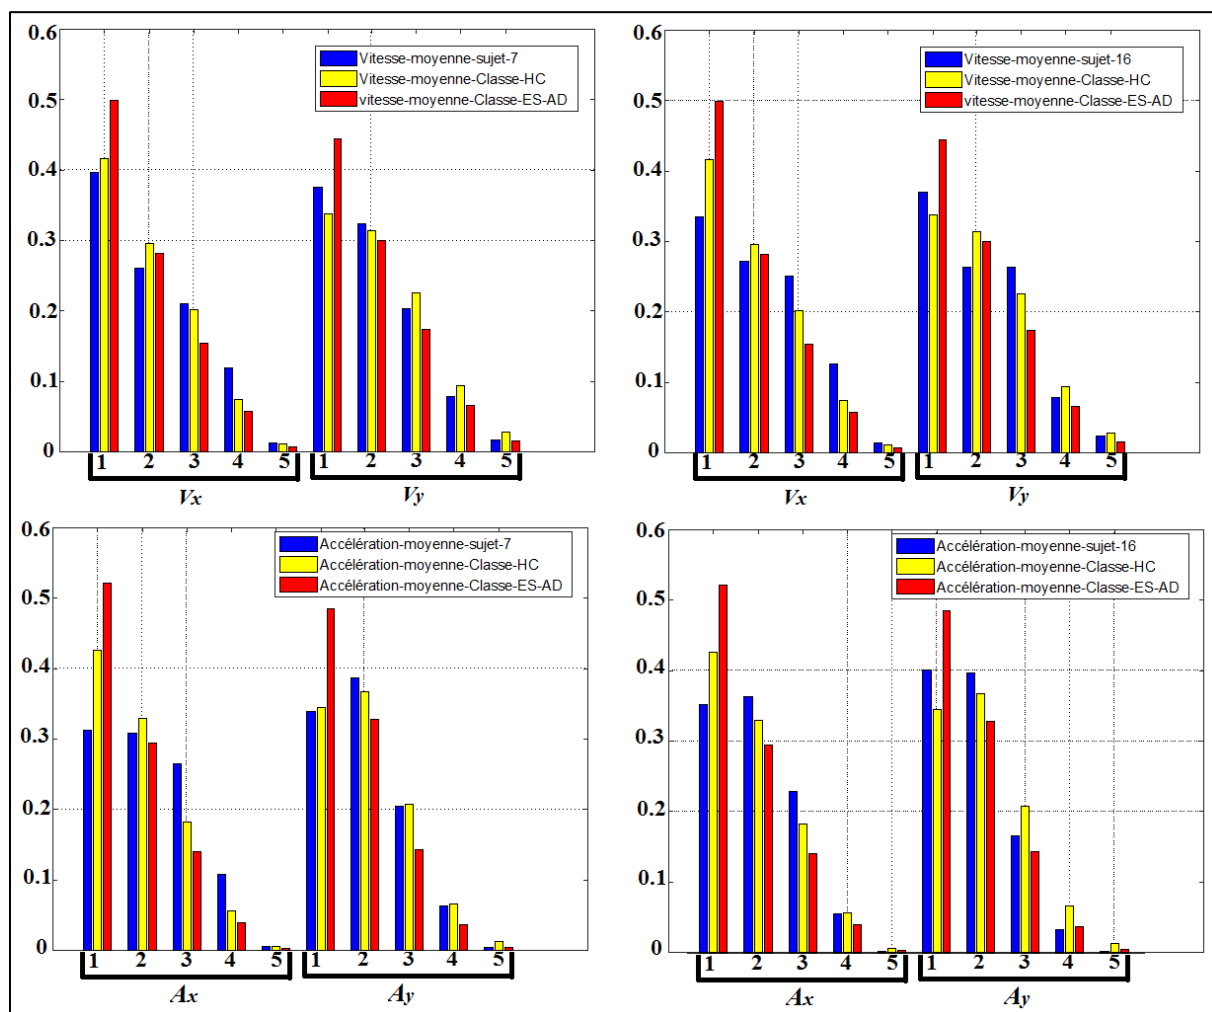 0.6
0.5
0.4
0.3
0.2
0.1
0
Vitesse-moyenne-sujet-7
Vitesse-moyenne-Classe-HC
vitesse-moyenne-Classe-ES-AD
1 2 3 4 5 1 2 3 4 5
Vx Vy
0.6
0.5
0.4
0.3
0.2
0.1
0
Vitesse-moyenne-sujet-16
Vitesse-moyenne-Classe-HC
vitesse-moyenne-Classe-ES-AD
1 2 3 4 5 1 2 3 4 5
Vx Vy
0.6
0.5
0.4
0.3
0.2
0.1
0
Accélération-moyenne-sujet-7
Accélération-moyenne-Classe-HC
Accélération-moyenne-Classe-ES-AD
1 2 3 4 5 1 2 3 4 5
Ax Ay
0.6
0.5
0.4
0.3
0.2
0.1
0
Accélération-moyenne-sujet-16
Accélération-moyenne-Classe-HC
Accélération-moyenne-Classe-ES-AD
1 2 3 4 5 1 2 3 4 5
Ax Ay